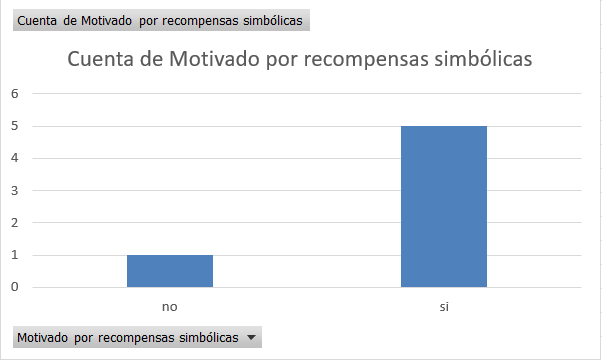 Cuenta de Motivado por recompensas simbólicas
Cuenta de Motivado por recompensas simbólicas
6
5
4
3
2
1
0
no
si
Motivado por recompensas simbólicas